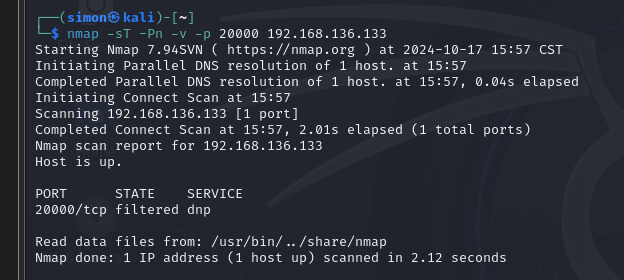 ┌──(simon㉿kali)-[~]
└─$ nmap -sT -Pn -v -p 20000 192.168.136.133
Starting Nmap 7.94SVN ( https://nmap.org ) at 2024-10-17 15:57 CST
Initiating Parallel DNS resolution of 1 host. at 15:57
Completed Parallel DNS resolution of 1 host. at 15:57, 0.04s elapsed
Initiating Connect Scan at 15:57
Scanning 192.168.136.133 [1 port]
Completed Connect Scan at 15:57, 2.01s elapsed (1 total ports)
Nmap scan report for 192.168.136.133
Host is up.

PORT      STATE    SERVICE
20000/tcp filtered dnp

Read data files from: /usr/bin/../share/nmap
Nmap done: 1 IP address (1 host up) scanned in 2.12 seconds